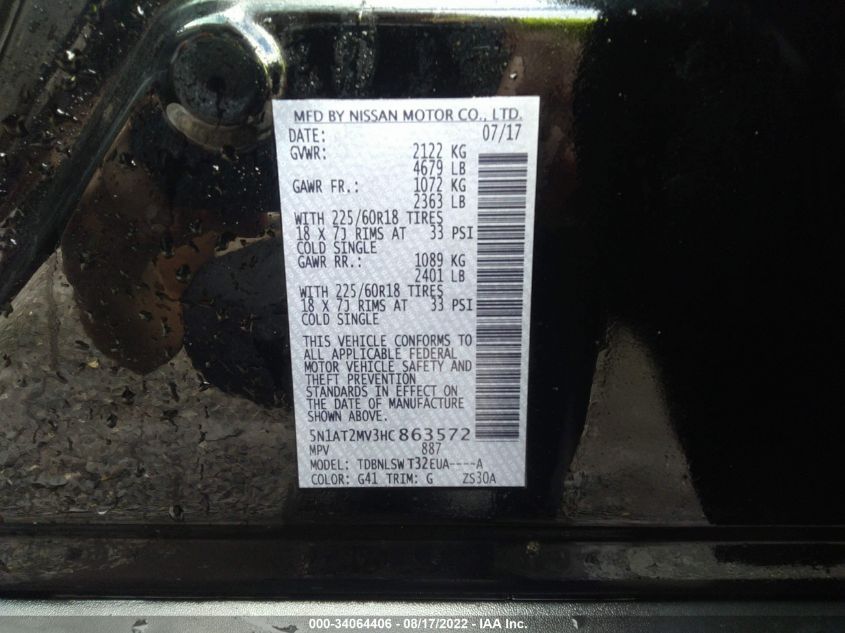 MFD BY NISSAN MOTOR CO., LTD.
DATE: 07/17
GVWR: 2122 KG
4679 LB
GAWR FR.: 1072 KG
2363 LB
WITH 225/60R18 TIRES
18 X 7J RIMS AT 33 PSI
COLD SINGLE
GAWR RR.: 1089 KG
2401 LB
WITH 225/60R18 TIRES
18 X 7J RIMS AT 33 PSI
COLD SINGLE
THIS VEHICLE CONFORMS TO
ALL APPLICABLE FEDERAL
MOTOR VEHICLE SAFETY AND
THEFT PREVENTION
STANDARDS IN EFFECT ON
THE DATE OF MANUFACTURE
SHOWN ABOVE.
5N1AT2MV3HC863572
MPV 887
MODEL: TDBNLSW T32EUA----A
COLOR: G41 TRIM: G ZS30A
000-34064406 - 08/17/2022 - IAA Inc.